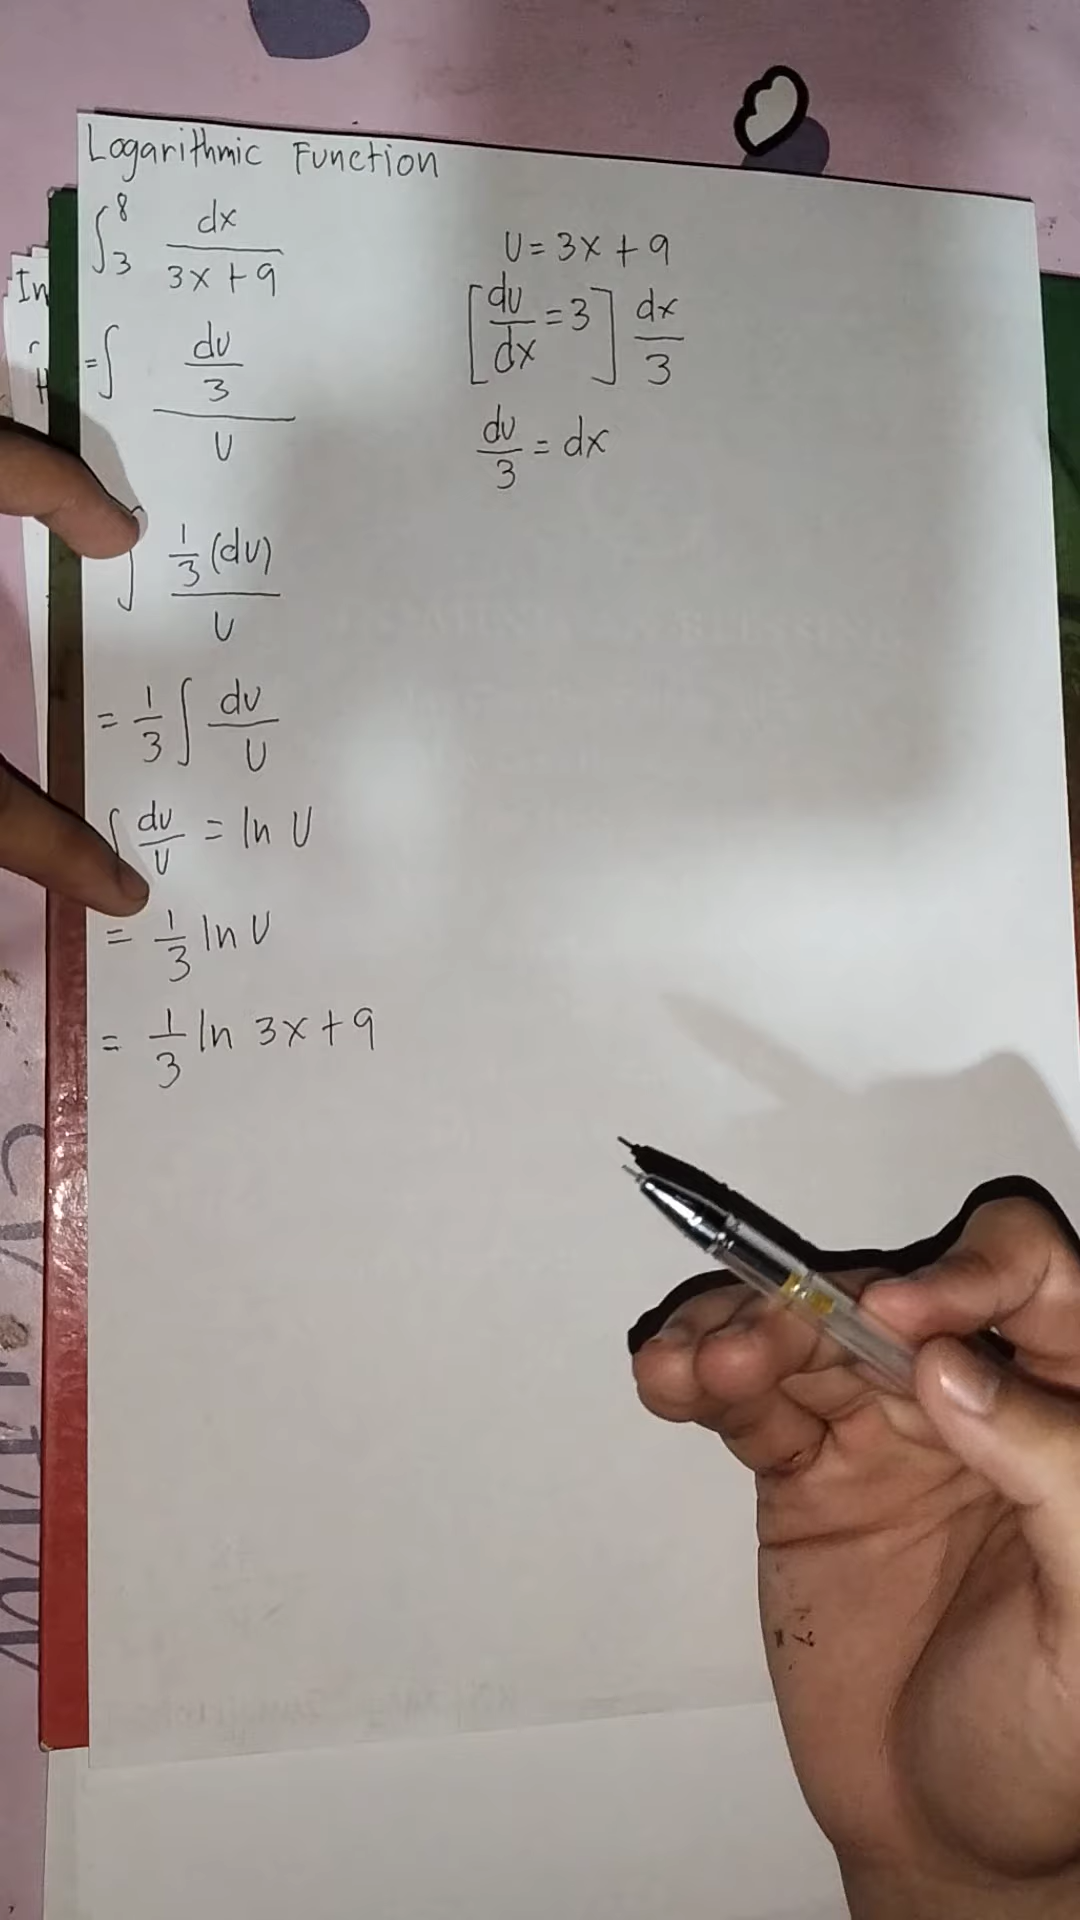 Logarithmic Function
∫₃⁸ dx/(3x + 9)
= ∫ (du/3)/u
∫ (1/3 (du))/u
= 1/3 ∫ du/u
∫ du/u = ln u
= 1/3 ln u
= 1/3 ln 3x + 9
u = 3x + 9
[du/dx = 3] dx/3
du/3 = dx
In